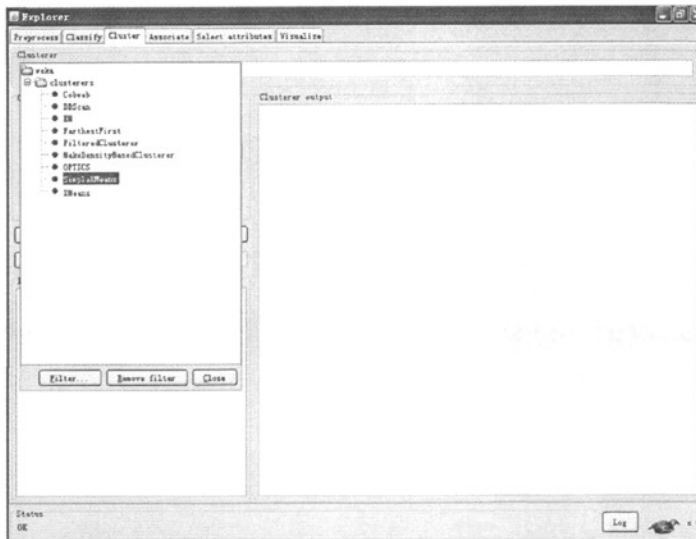 Explorer
Preprocess Classify Cluster Associate Select attributes Visualize
Clusterer
weka
clusterers
Cobweb
DBScan
EM
FarthestFirst
FilteredClusterer
MakeDensityBasedClusterer
OPTICS
SimpleKMeans
XMeans
Clusterer output
Filter... Remove filter Close
Status
OK
Log
x